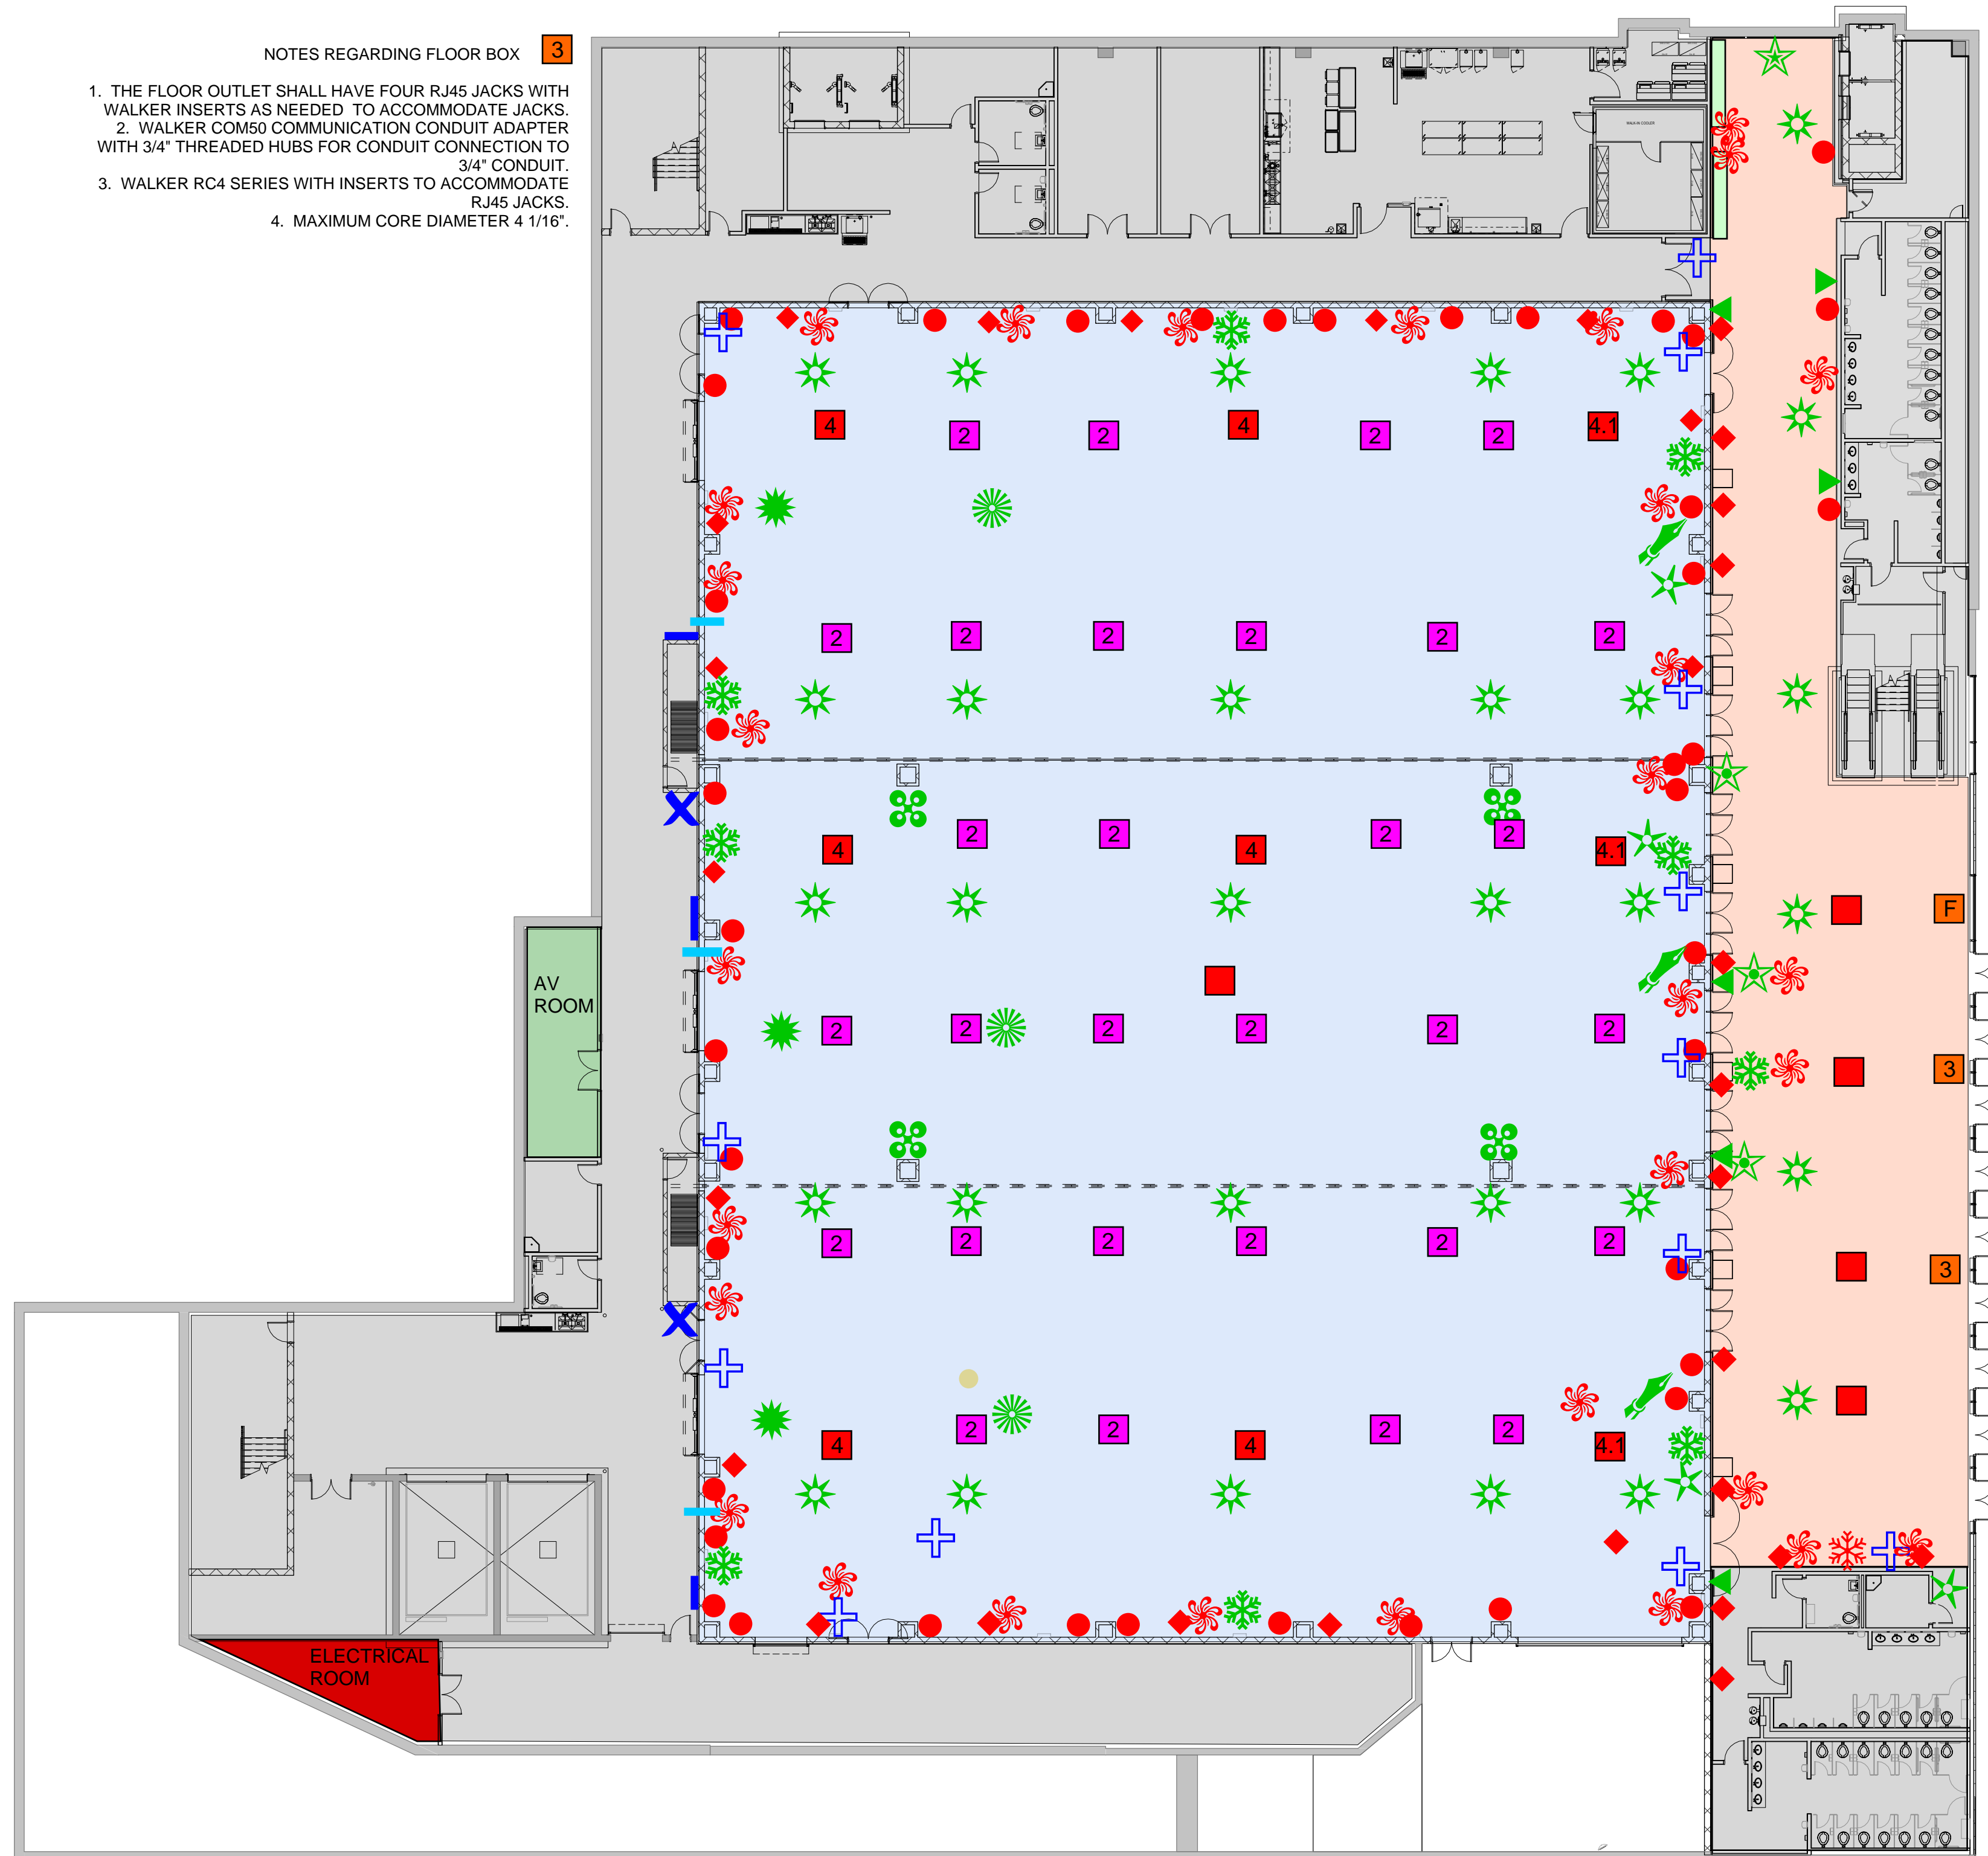 NOTES REGARDING FLOOR BOX 3
1. THE FLOOR OUTLET SHALL HAVE FOUR RJ45 JACKS WITH
WALKER INSERTS AS NEEDED TO ACCOMMODATE JACKS.
2. WALKER COM50 COMMUNICATION CONDUIT ADAPTER
WITH 3/4" THREADED HUBS FOR CONDUIT CONNECTION TO
3/4" CONDUIT.
3. WALKER RC4 SERIES WITH INSERTS TO ACCOMMODATE
RJ45 JACKS.
4. MAXIMUM CORE DIAMETER 4 1/16".
WALK-IN COOLER
4 2 2 4 2 2 4.1
2 2 2 2 2 2
4 2 2 4 2 2 4.1
F
AV
ROOM
2 2 2 2 2 2
3
2 2 2 2 2 2
3
4 2 2 4 2 2 4.1
ELECTRICAL
ROOM